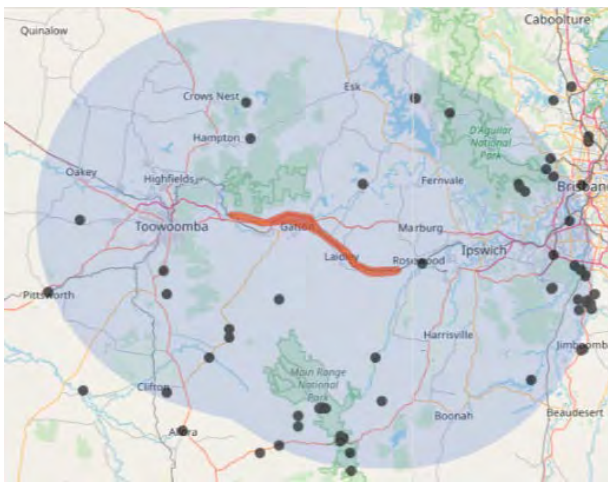 Caboolture
Quinalow
Esk
Crows Nest
D'Aguilar
National
Park
Hampton
Oakey
Highfields
Fernvale
Brisban
Toowoomba
Gatton
Marburg
Ipswich
Laidley
Rosewood
Pittsworth
Harrisville
Jimboomba
Main Range
National
Park
Clifton
Boonah
Beaudesert
Allora